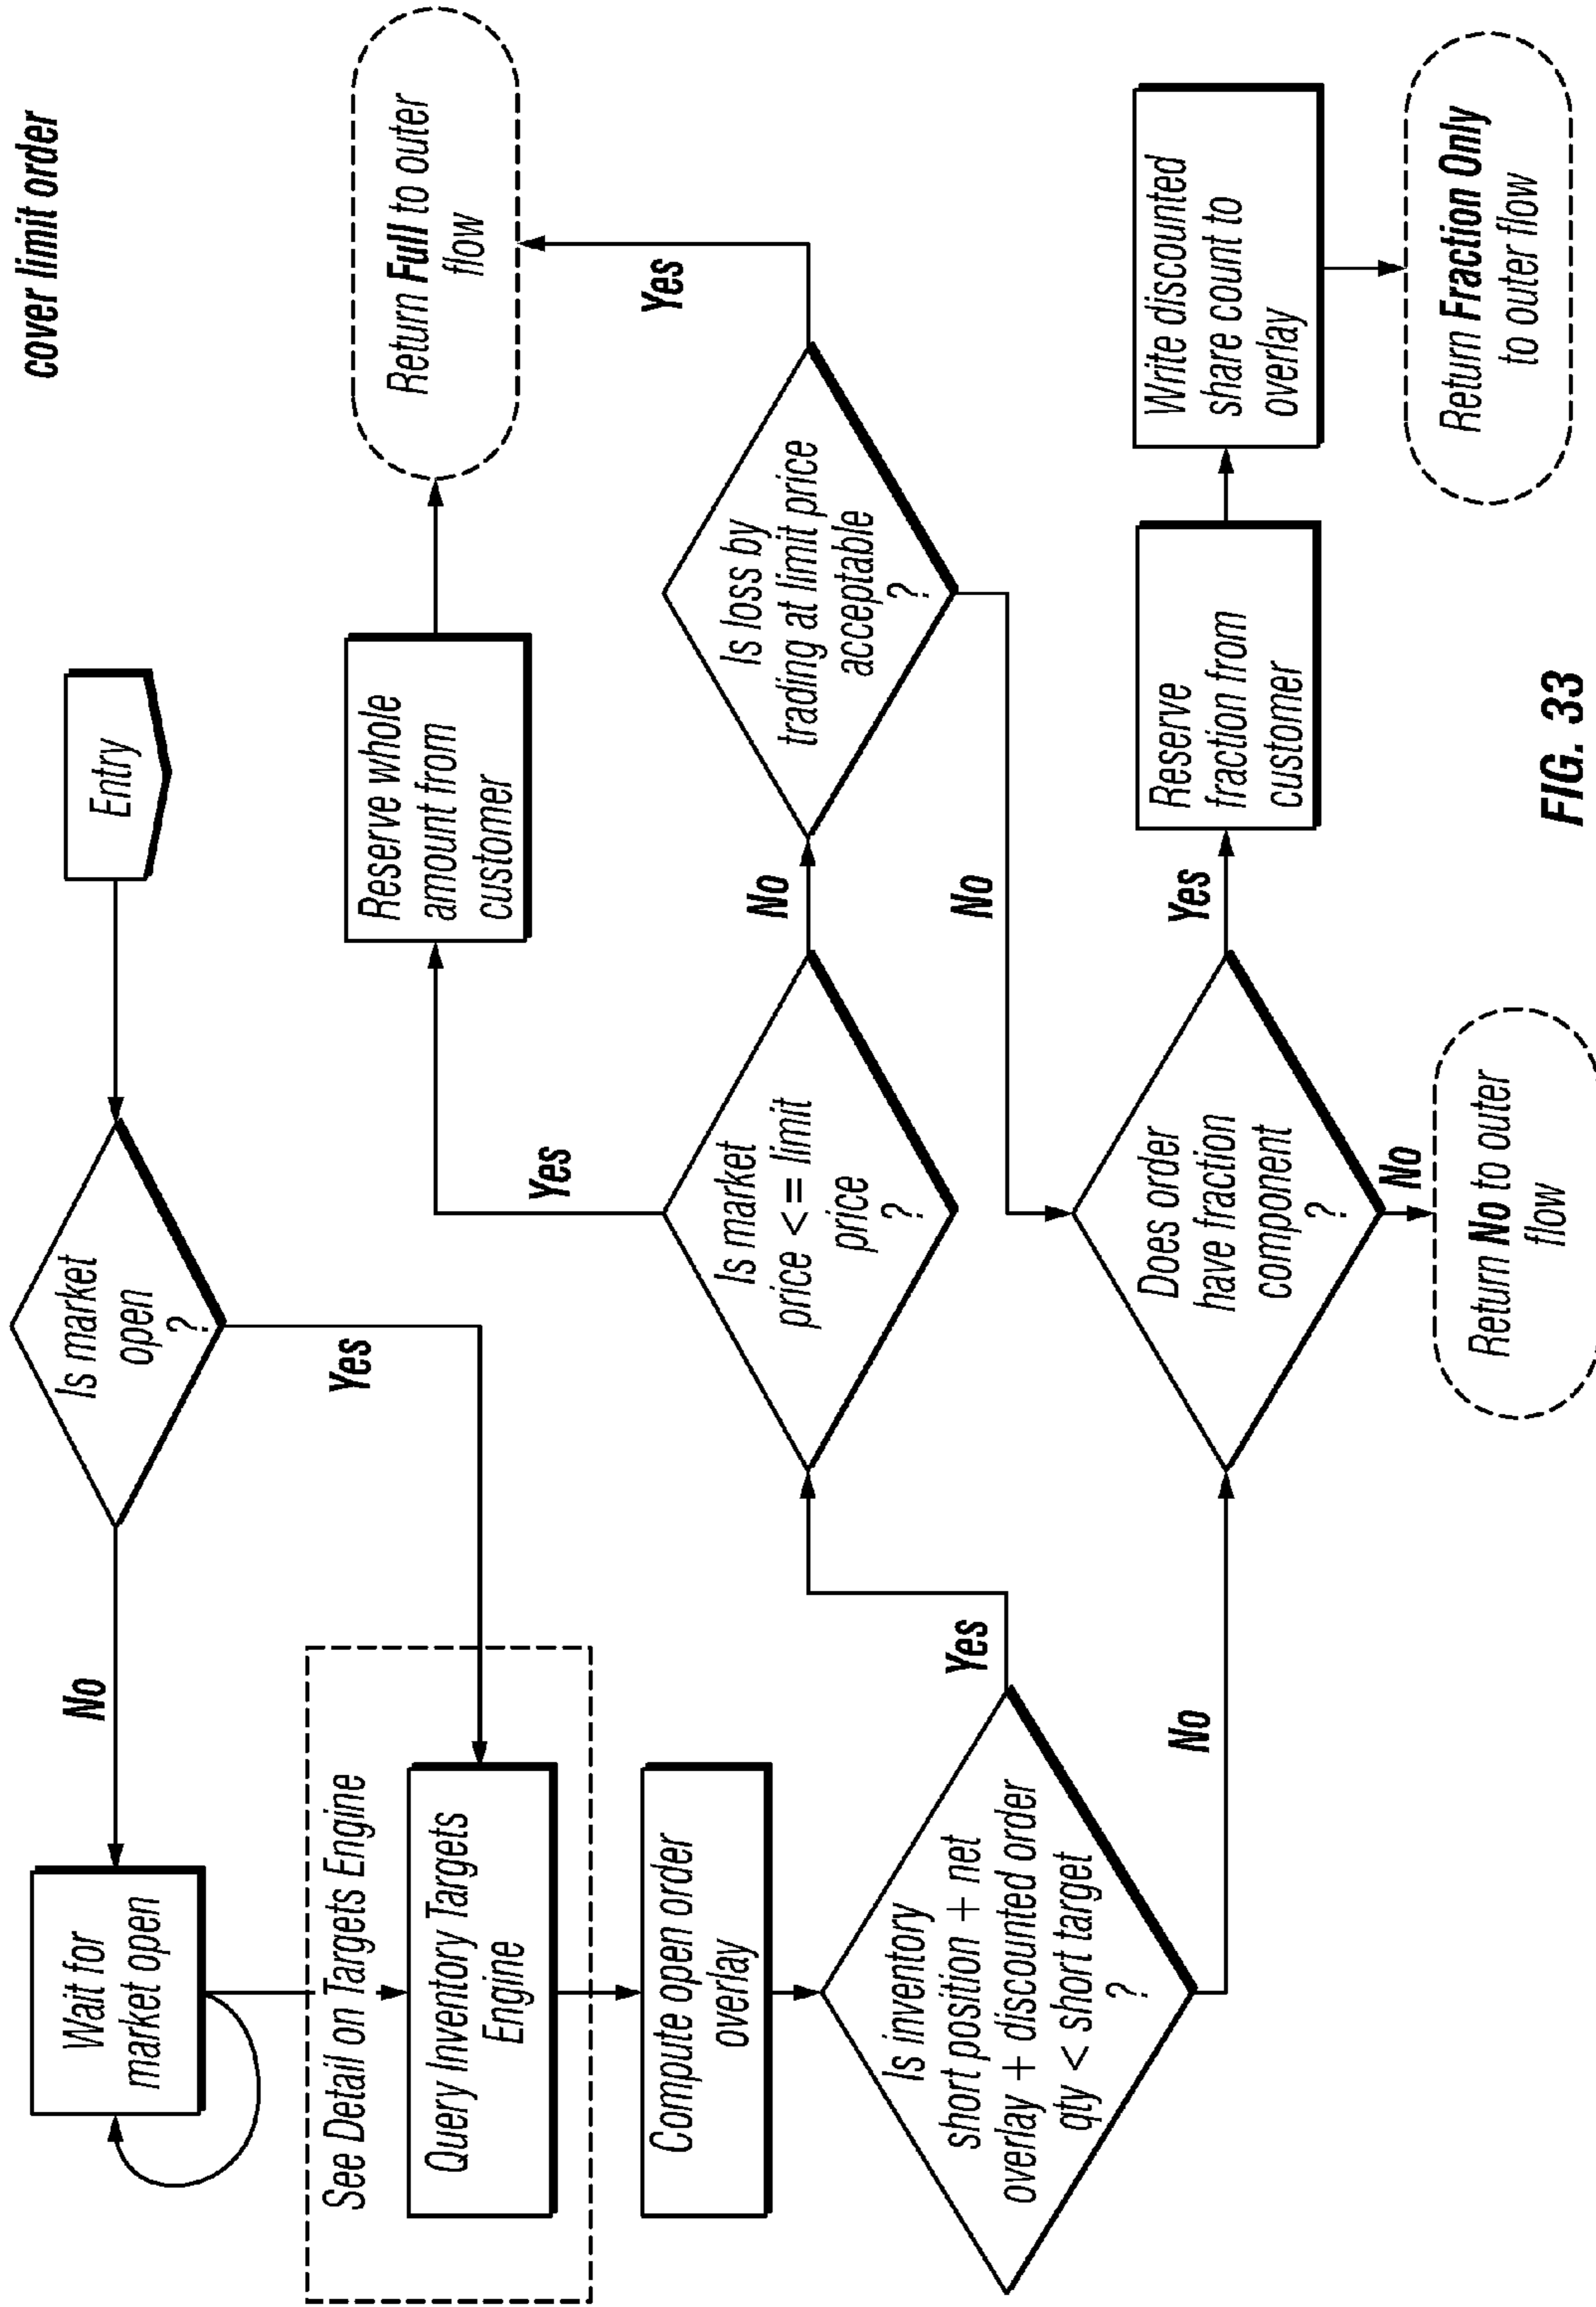 cover limit order
Entry
Is market
open
?
No
Yes
Wait for
market open
See Detail on Targets Engine
Query Inventory Targets
Engine
Compute open order
overlay
Is inventory
short position + net
overlay + discounted order
qty < short target
?
Yes
No
Is market
price <= limit
price
?
Yes
No
Reserve whole
amount from
customer
Return Full to outer
flow
Is loss by
trading at limit price
acceptable
?
Yes
No
Does order
have fraction
component
?
Yes
No
Reserve
fraction from
customer
Write discounted
share count to
overlay
Return Fraction Only
to outer flow
Return No to outer
flow
FIG. 33